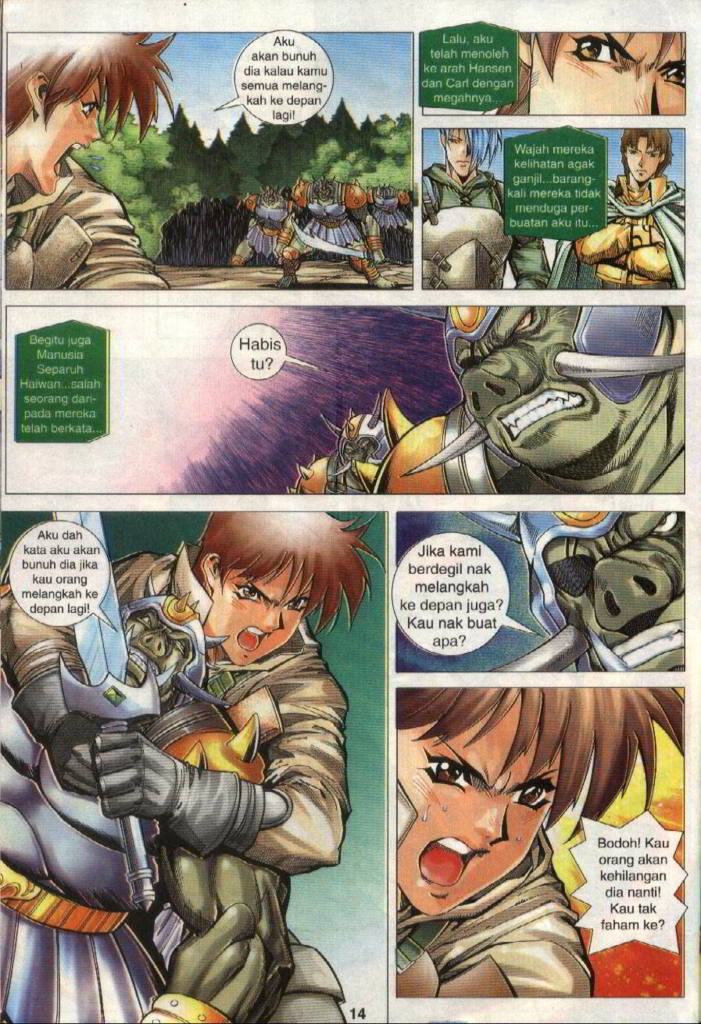 Aku
akan bunuh
dia kalau kamu
semua melang-
kah ke depan
lagi!
Lalu, aku
telah menoleh
ke arah Hansen
dan Carl dengan
megahnya...
Wajah mereka
kelihatan agak
ganjil...barang-
kali mereka tidak
menduga per-
buatan aku itu...
Begitu juga
Manusia
Separuh
Haiwan...salah
seorang dari-
pada mereka
telah berkata...
Habis
tu?
Aku dah
kata aku akan
bunuh dia jika
kau orang
melangkah ke
depan lagi!
Jika kami
berdegil nak
melangkah
ke depan juga?
Kau nak buat
apa?
Bodoh! Kau
orang akan
kehilangan
dia nanti!
Kau tak
faham ke?
14